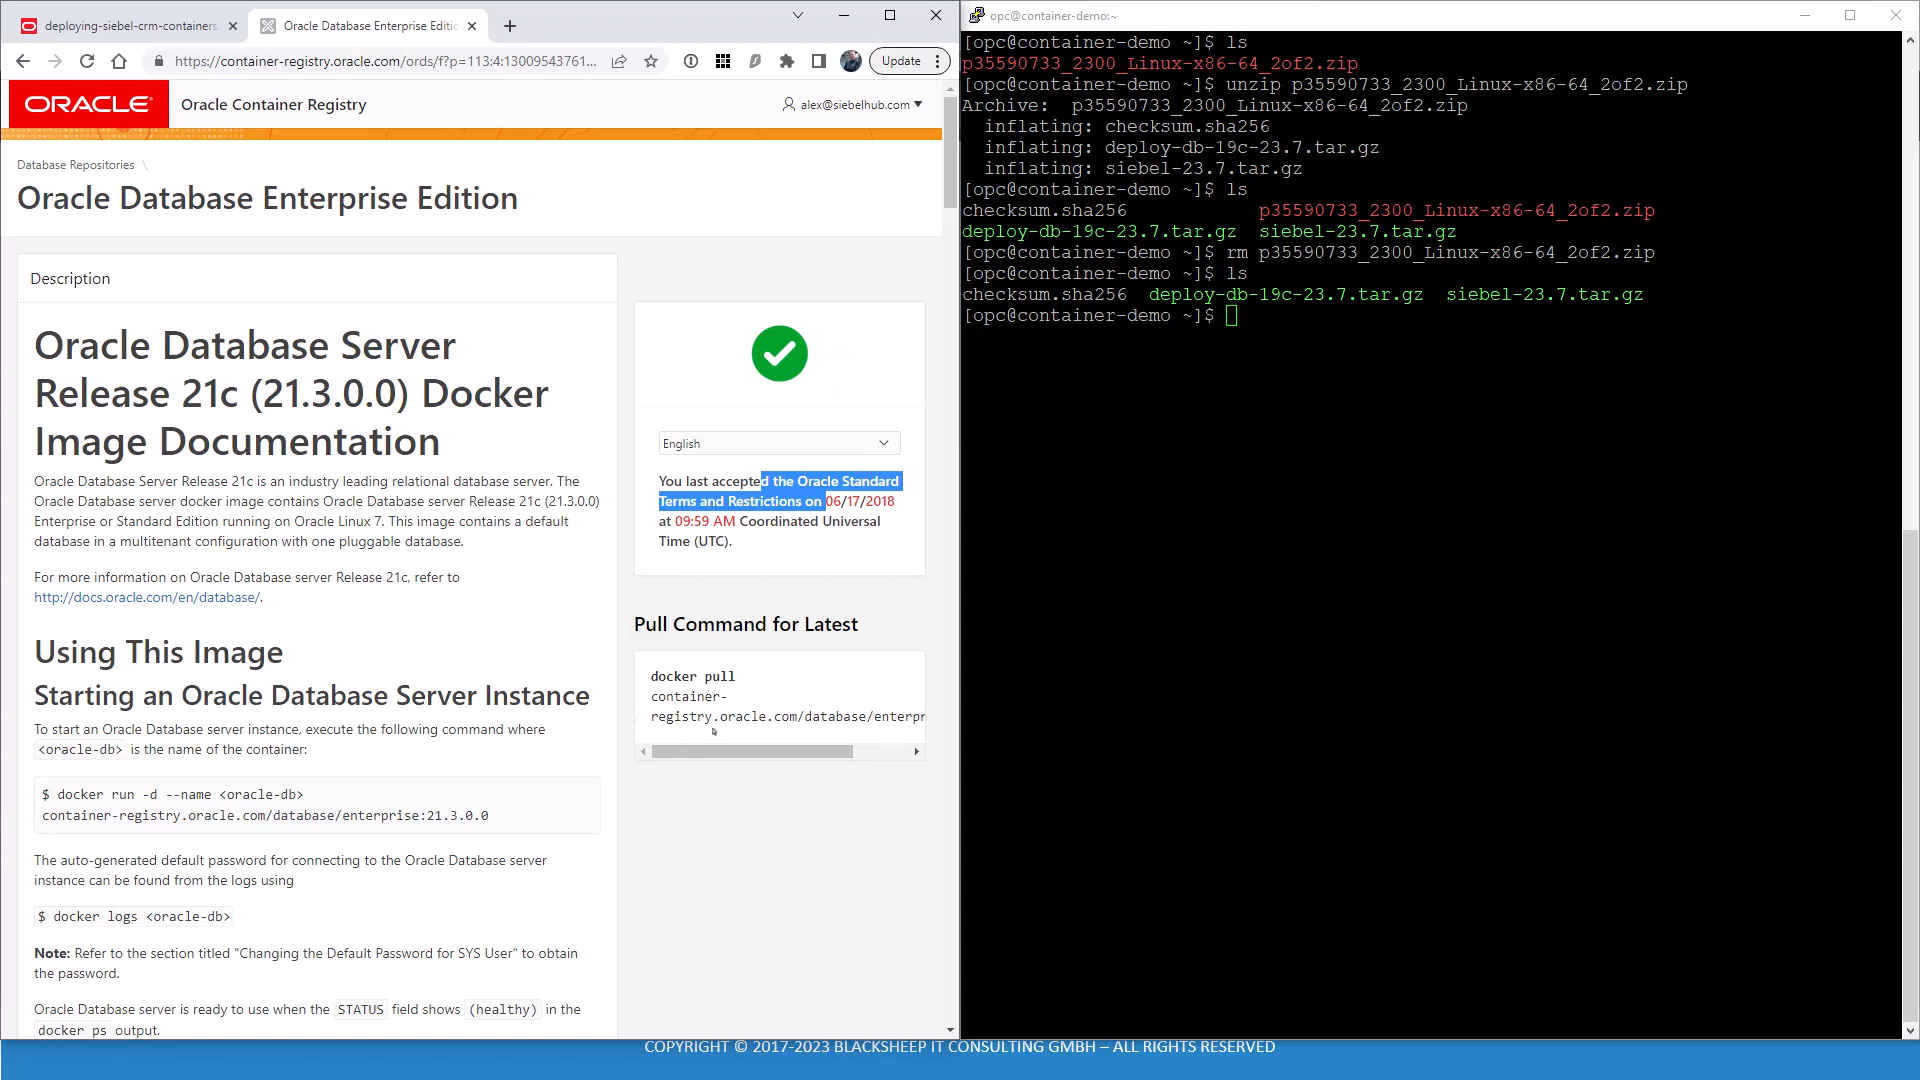 deploying-siebel-crm-containers
Oracle Database Enterprise Editi
https://container-registry.oracle.com/ords/f?p=113:4:13009543761...
Update
ORACLE
Oracle Container Registry
alex@siebelhub.com
Database Repositories \
Oracle Database Enterprise Edition
Description
Oracle Database Server
Release 21c (21.3.0.0) Docker
Image Documentation
Oracle Database Server Release 21c is an industry leading relational database server. The
Oracle Database server docker image contains Oracle Database server Release 21c (21.3.0.0)
Enterprise or Standard Edition running on Oracle Linux 7. This image contains a default
database in a multitenant configuration with one pluggable database.
For more information on Oracle Database server Release 21c, refer to
http://docs.oracle.com/en/database/.
Using This Image
Starting an Oracle Database Server Instance
To start an Oracle Database server instance, execute the following command where
<oracle-db> is the name of the container:
$ docker run -d --name <oracle-db>
container-registry.oracle.com/database/enterprise:21.3.0.0
The auto-generated default password for connecting to the Oracle Database server
instance can be found from the logs using
$ docker logs <oracle-db>
Note: Refer to the section titled "Changing the Default Password for SYS User" to obtain
the password.
Oracle Database server is ready to use when the STATUS field shows (healthy) in the
docker ps output.
English
You last accepted the Oracle Standard
Terms and Restrictions on 06/17/2018
at 09:59 AM Coordinated Universal
Time (UTC).
Pull Command for Latest
docker pull
container-
registry.oracle.com/database/enterpr
opc@container-demo:~
[opc@container-demo ~]$ ls
p35590733_2300_Linux-x86-64_2of2.zip
[opc@container-demo ~]$ unzip p35590733_2300_Linux-x86-64_2of2.zip
Archive:  p35590733_2300_Linux-x86-64_2of2.zip
inflating: checksum.sha256
inflating: deploy-db-19c-23.7.tar.gz
inflating: siebel-23.7.tar.gz
[opc@container-demo ~]$ ls
checksum.sha256 p35590733_2300_Linux-x86-64_2of2.zip
deploy-db-19c-23.7.tar.gz siebel-23.7.tar.gz
[opc@container-demo ~]$ rm p35590733_2300_Linux-x86-64_2of2.zip
[opc@container-demo ~]$ ls
checksum.sha256 deploy-db-19c-23.7.tar.gz siebel-23.7.tar.gz
[opc@container-demo ~]$
COPYRIGHT © 2017-2023 BLACKSHEEP IT CONSULTING GMBH – ALL RIGHTS RESERVED